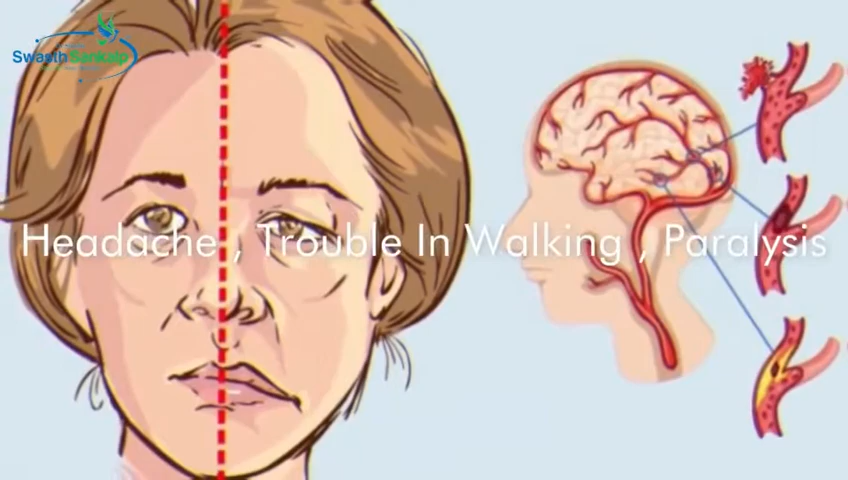 Swasth Sankalp
Headache , Trouble In Walking , Paralysis